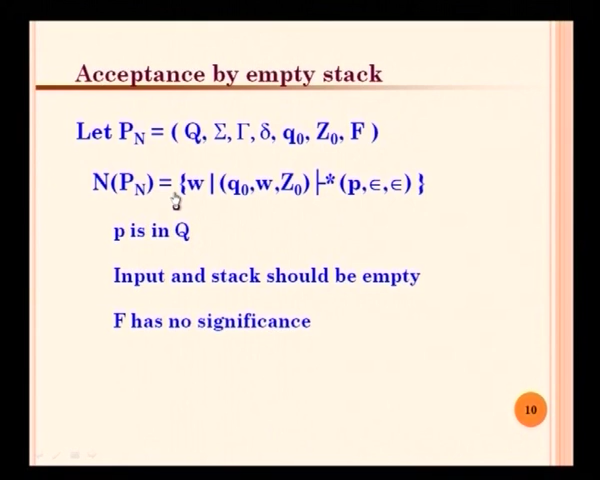 Acceptance by empty stack
Let P_N = ( Q, Σ, Γ, δ, q₀, Z₀, F )
N(P_N) = {w | (q₀,w,Z₀) ├* (p,∈,∈) }
p is in Q
Input and stack should be empty
F has no significance
10